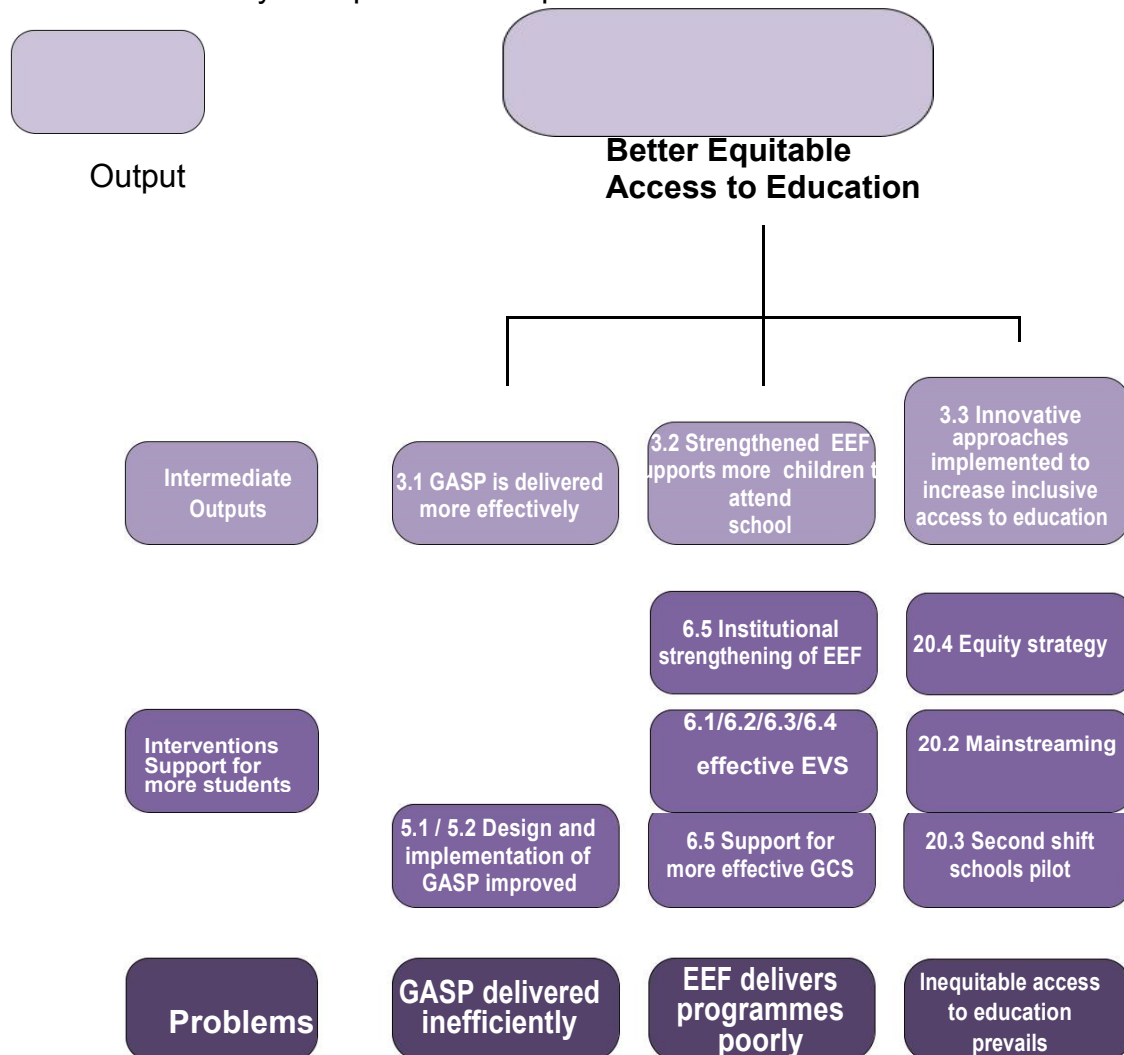 Output
Better Equitable
Access to Education
Intermediate
Outputs
3.1 GASP is delivered
more effectively
3.2 Strengthened EEF
upports more children t
attend
school
3.3 Innovative
approaches
implemented to
increase inclusive
access to education
6.5 Institutional
strengthening of EEF
20.4 Equity strategy
Interventions
Support for
more students
6.1/6.2/6.3/6.4
effective EVS
20.2 Mainstreaming
5.1 / 5.2 Design and
implementation of
GASP improved
6.5 Support for
more effective GCS
20.3 Second shift
schools pilot
Problems
GASP delivered
inefficiently
EEF delivers
programmes
poorly
Inequitable access
to education
prevails